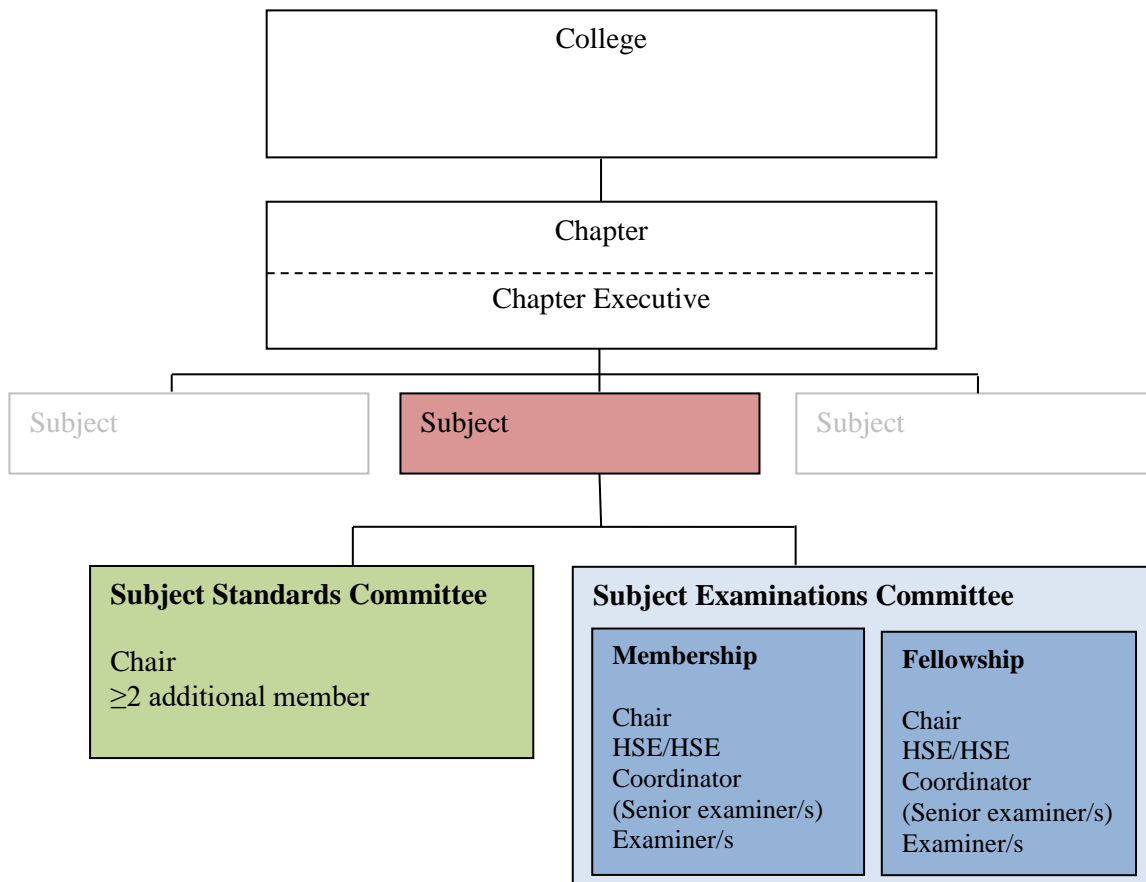 College
Chapter
Chapter Executive
Subject
Subject
Subject
Subject Standards Committee
Chair
≥2 additional member
Subject Examinations Committee
Membership
Chair
HSE/HSE
Coordinator
(Senior examiner/s)
Examiner/s
Fellowship
Chair
HSE/HSE
Coordinator
(Senior examiner/s)
Examiner/s